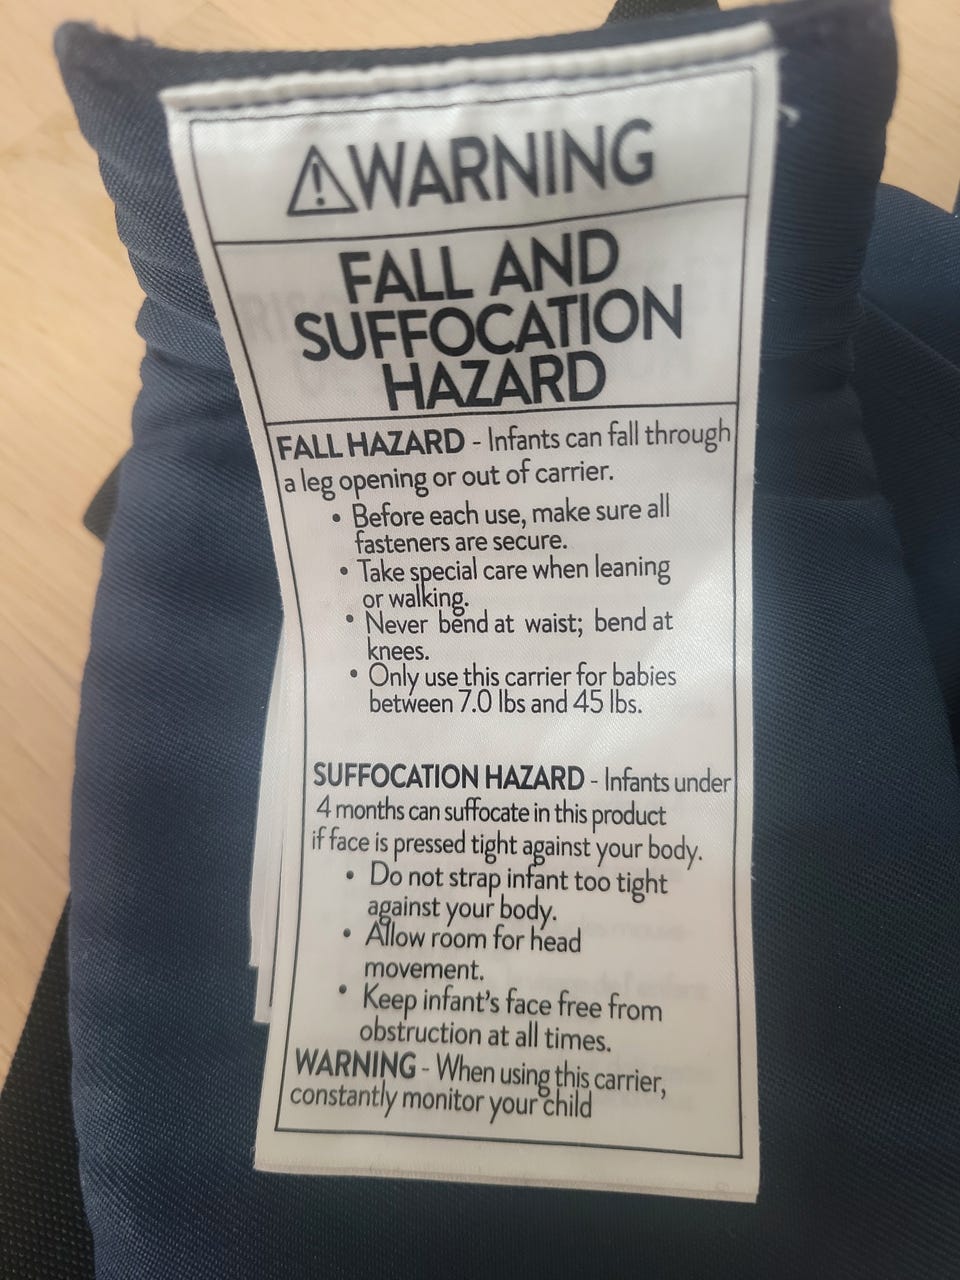 ⚠WARNING
FALL AND
SUFFOCATION
HAZARD
FALL HAZARD - Infants can fall through
a leg opening or out of carrier.
• Before each use, make sure all
fasteners are secure.
• Take special care when leaning
or walking.
• Never bend at waist; bend at
knees.
• Only use this carrier for babies
between 7.0 lbs and 45 lbs.
SUFFOCATION HAZARD - Infants under
4 months can suffocate in this product
if face is pressed tight against your body.
• Do not strap infant too tight
against your body.
• Allow room for head
movement.
• Keep infant's face free from
obstruction at all times.
WARNING - When using this carrier,
constantly monitor your child